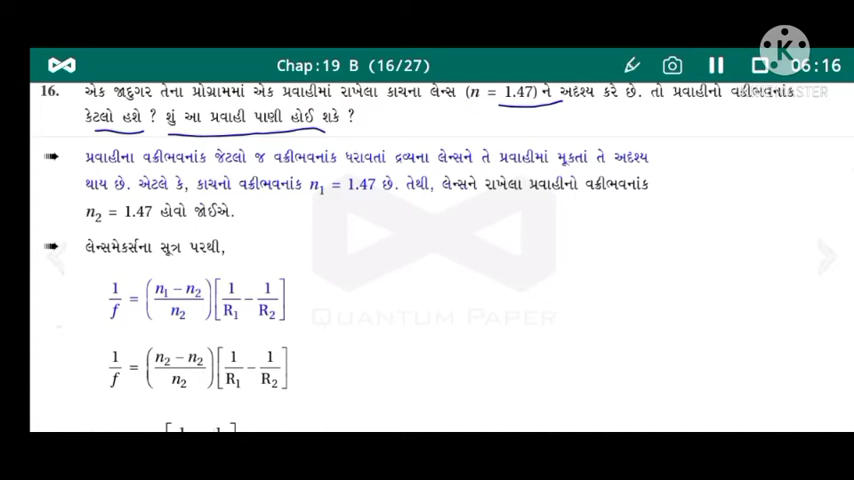 Chap:19 B (16/27)
06:16
K
16. એક જાદુગર તેના પ્રોગ્રામમાં એક પ્રવાહીમાં રાખેલા કાચના લેન્સ (n = 1.47) ને અદૃશ્ય કરે છે. તો પ્રવાહીનો વક્રીભવનાંક
કેટલો હશે ? શું આ પ્રવાહી પાણી હોઈ શકે ?
પ્રવાહીના વક્રીભવનાંક જેટલો જ વક્રીભવનાંક ધરાવતાં દ્રવ્યના લેન્સને તે પ્રવાહીમાં મૂકતાં તે અદૃશ્ય
થાય છે. એટલે કે, કાચનો વક્રીભવનાંક n₁ = 1.47 છે. તેથી, લેન્સને રાખેલા પ્રવાહીનો વક્રીભવનાંક
n₂ = 1.47 હોવો જોઈએ.
લેન્સમેકર્સના સૂત્ર પરથી,
1/f = ((n₁ − n₂)/n₂) [1/R₁ − 1/R₂]
QUANTUM PAPER
1/f = ((n₂ − n₂)/n₂) [1/R₁ − 1/R₂]